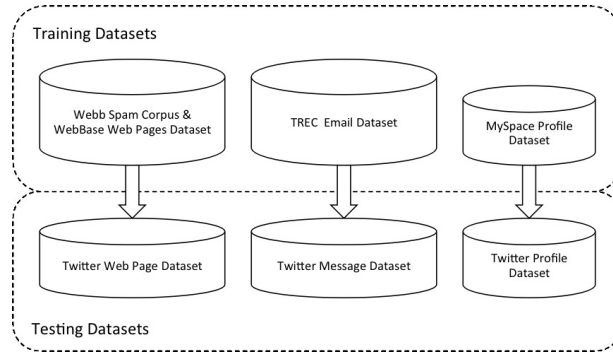 Training Datasets
Webb Spam Corpus &
WebBase Web Pages Dataset
TREC Email Dataset
MySpace Profile
Dataset
Twitter Web Page Dataset
Twitter Message Dataset
Twitter Profile
Dataset
Testing Datasets